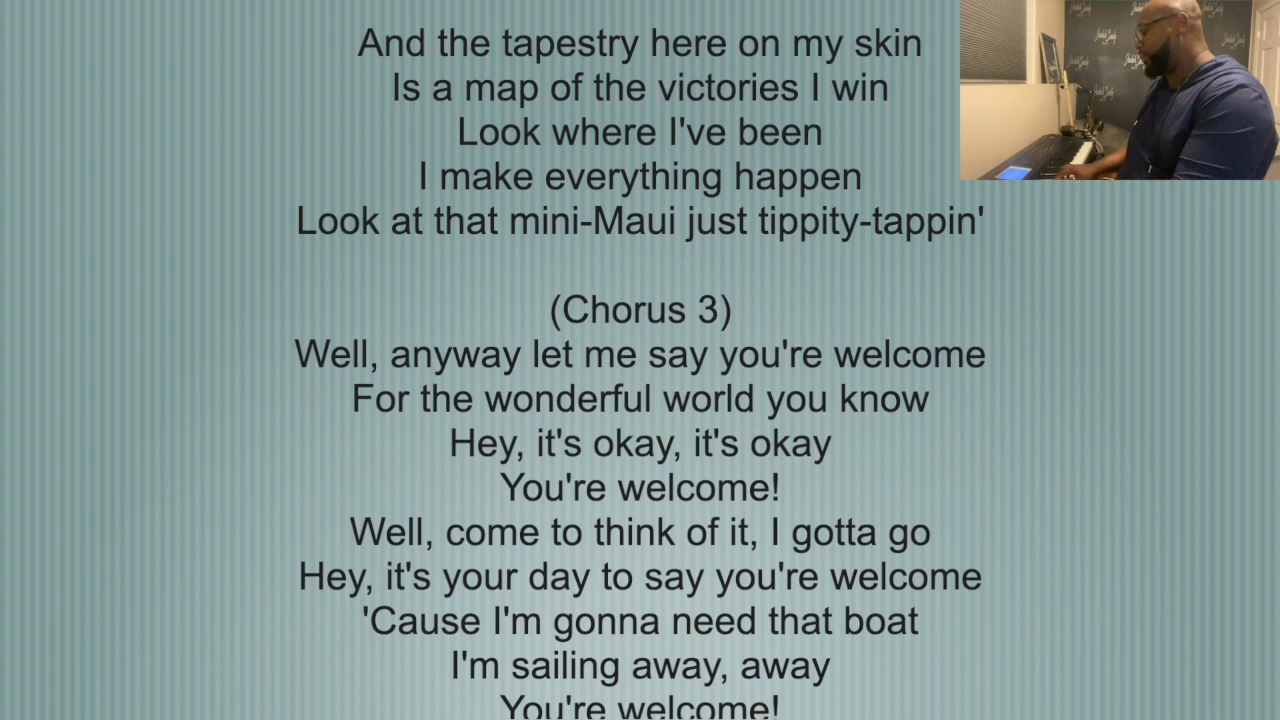 And the tapestry here on my skin
Is a map of the victories I win
Look where I've been
I make everything happen
Look at that mini-Maui just tippity-tappin'
(Chorus 3)
Well, anyway let me say you're welcome
For the wonderful world you know
Hey, it's okay, it's okay
You're welcome!
Well, come to think of it, I gotta go
Hey, it's your day to say you're welcome
'Cause I'm gonna need that boat
I'm sailing away, away
You're welcome!